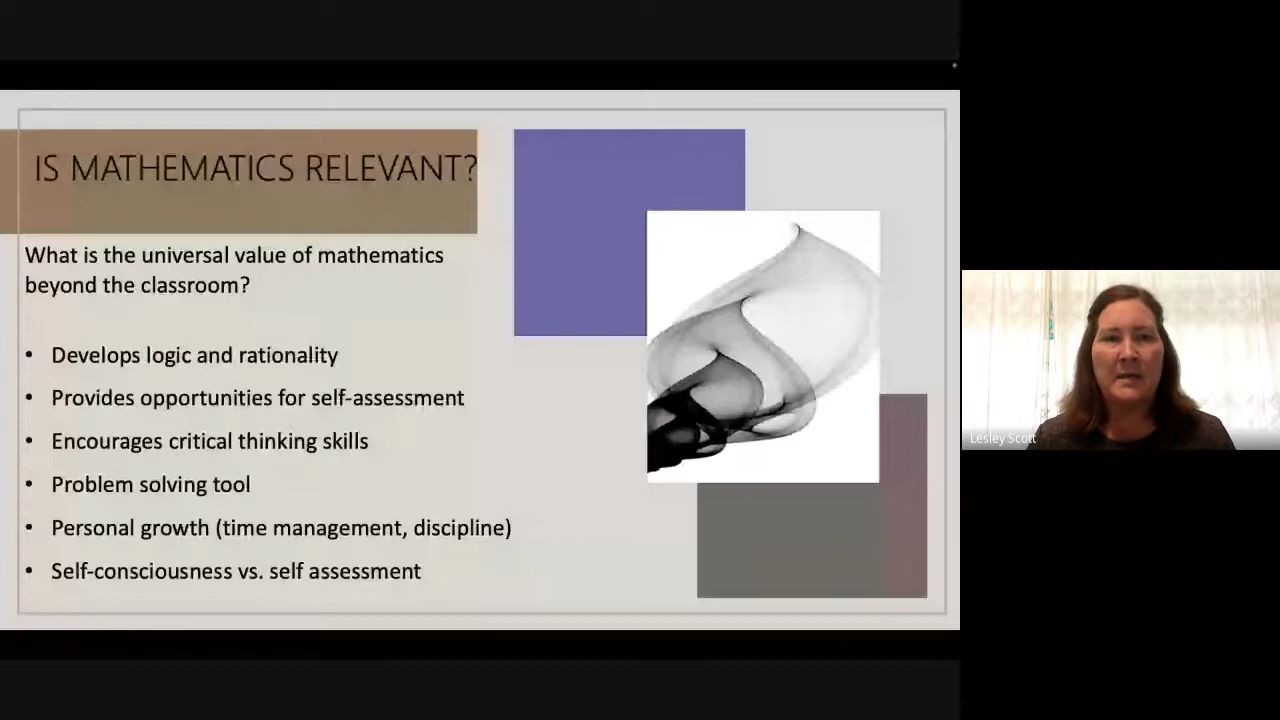 IS MATHEMATICS RELEVANT?
What is the universal value of mathematics
beyond the classroom?
• Develops logic and rationality
• Provides opportunities for self-assessment
• Encourages critical thinking skills
• Problem solving tool
• Personal growth (time management, discipline)
• Self-consciousness vs. self assessment
Lesley Scott